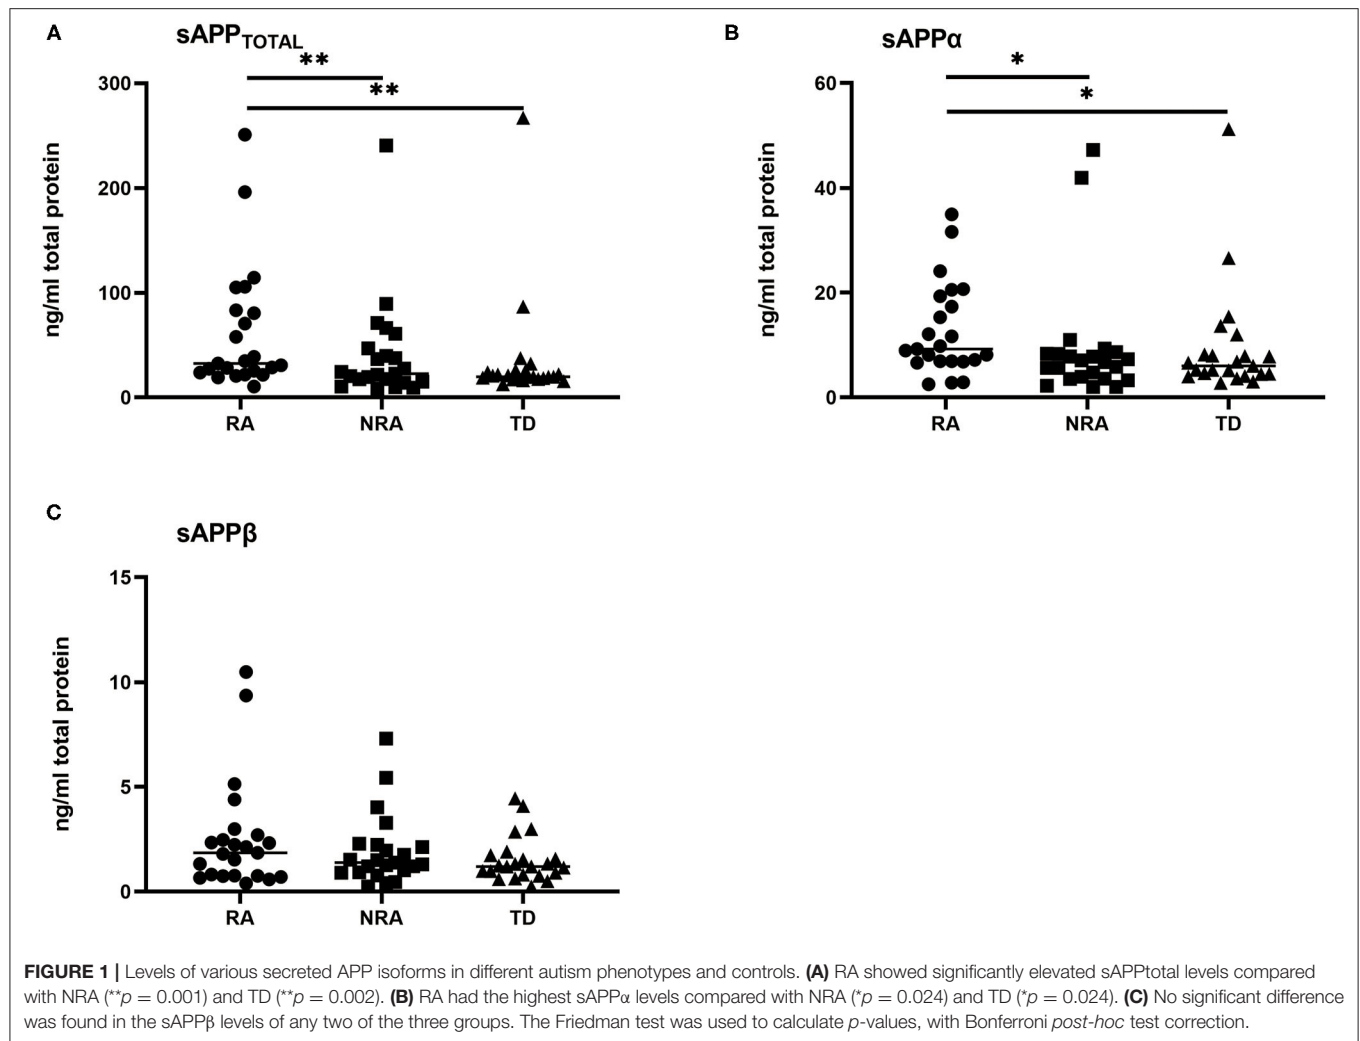 A
sAPPTOTAL
**
**
300
200
100
0
ng/ml total protein
RA NRA TD
B
sAPPα
*
*
60
40
20
0
ng/ml total protein
RA NRA TD
C
sAPPβ
15
10
5
0
ng/ml total protein
RA NRA TD
FIGURE 1 | Levels of various secreted APP isoforms in different autism phenotypes and controls. (A) RA showed significantly elevated sAPPtotal levels compared
with NRA (**p = 0.001) and TD (**p = 0.002). (B) RA had the highest sAPPα levels compared with NRA (*p = 0.024) and TD (*p = 0.024). (C) No significant difference
was found in the sAPPβ levels of any two of the three groups. The Friedman test was used to calculate p-values, with Bonferroni post-hoc test correction.